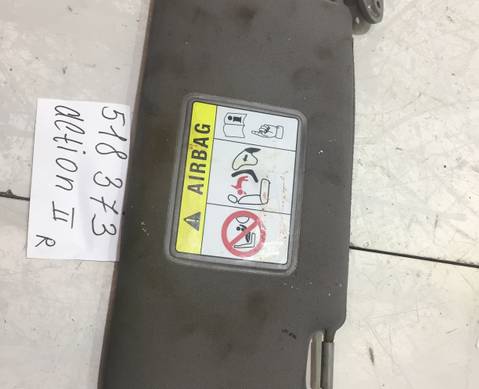 518 373
action II
R
AIRBAG